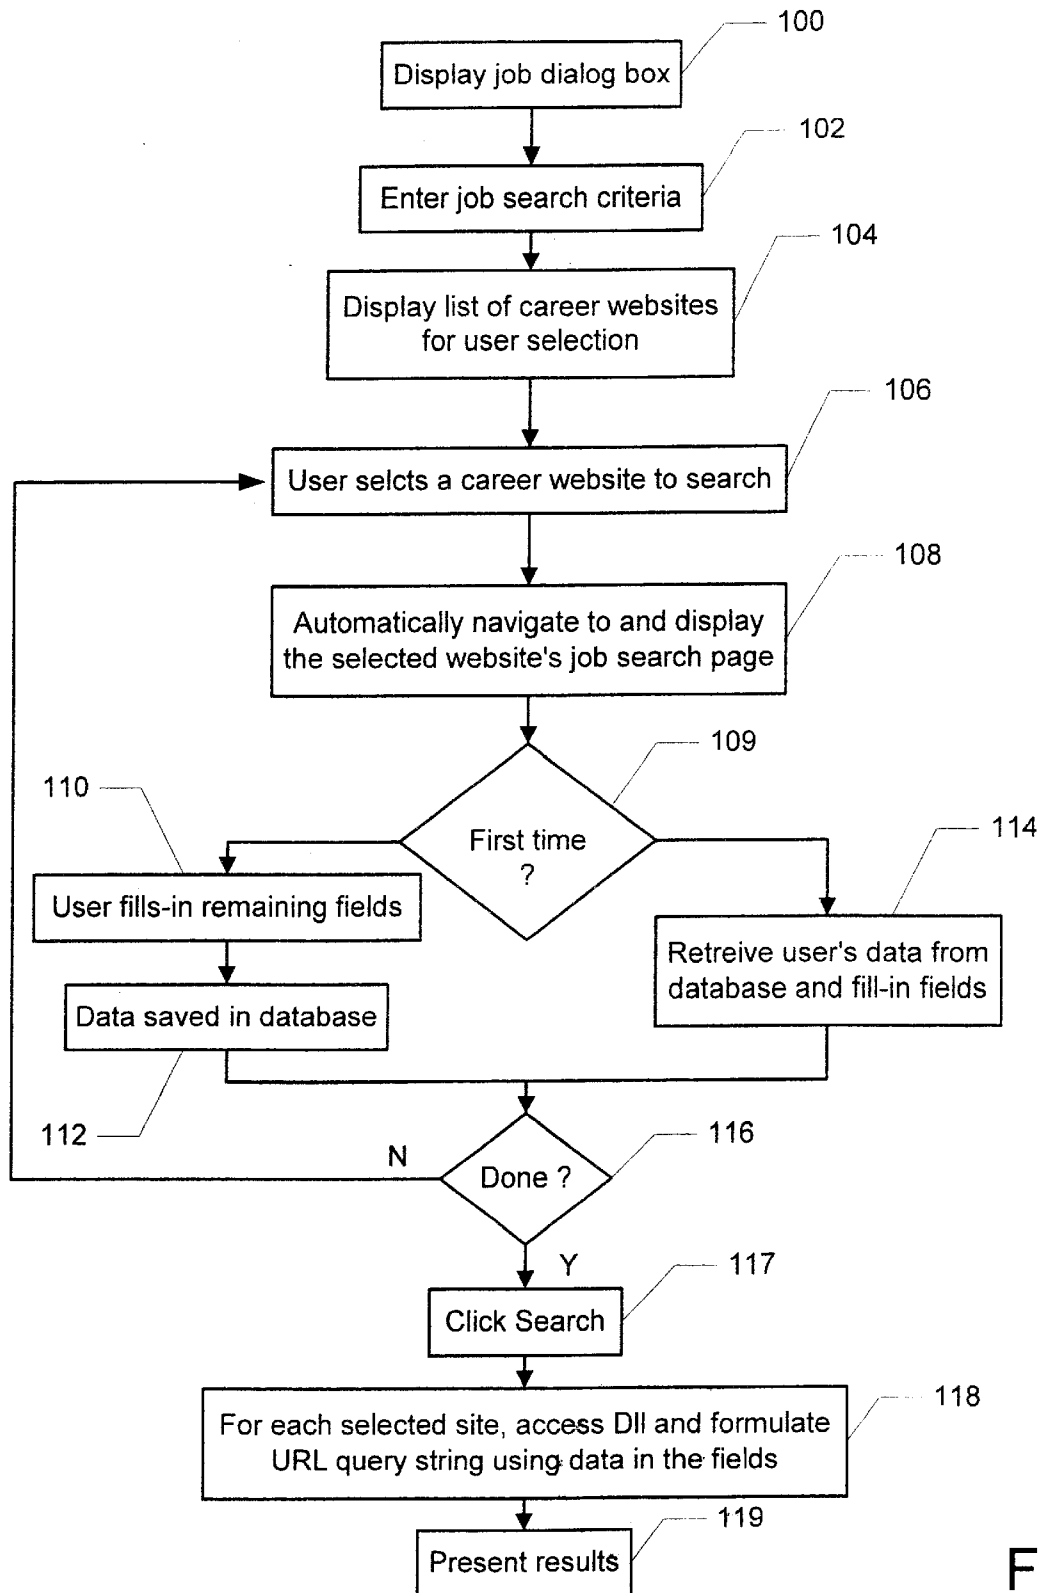 100
Display job dialog box
102
Enter job search criteria
104
Display list of career websites
for user selection
106
User selcts a career website to search
108
Automatically navigate to and display
the selected website's job search page
109
First time
?
110
User fills-in remaining fields
114
Retreive user's data from
database and fill-in fields
Data saved in database
112
116
N
Done ?
Y
117
Click Search
118
For each selected site, access Dll and formulate
URL query string using data in the fields
119
Present results
F